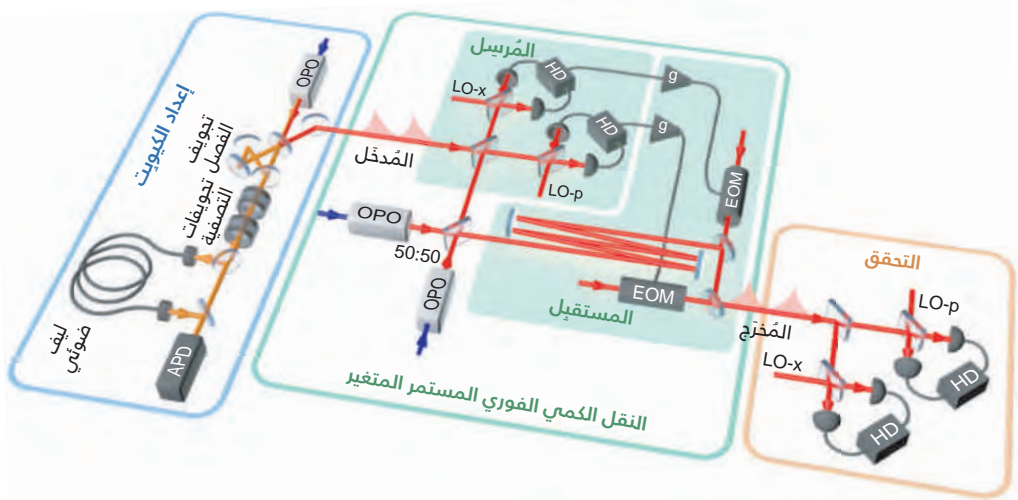 إعداد الكيوبِت
OPO
تجويف
الفصل
تجويفات
التصفية
ليف
ضوئي
APD
المُرسِل
LO-x
HD
g
HD
g
LO-p
المُدخَل
OPO
50:50
OPO
EOM
EOM
المستقبِل
المُخرَج
النقل الكمي الفوري المستمر المتغير
التحقق
LO-p
LO-x
HD
HD